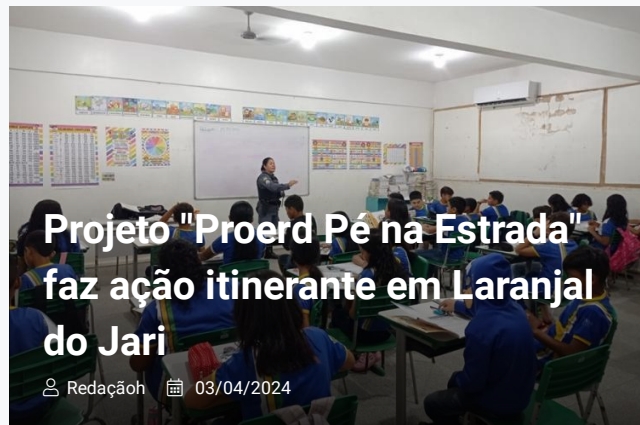 Projeto "Proerd Pé na Estrada"
faz ação itinerante em Laranjal
do Jari
Redaçãoh 03/04/2024